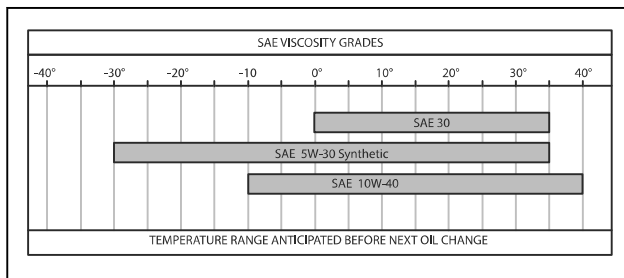 SAE VISCOSITY GRADES
-40° -30° -20° -10 0° 10° 20° 30° 40°
SAE 30
SAE 5W-30 Synthetic
SAE 10W-40
TEMPERATURE RANGE ANTICIPATED BEFORE NEXT OIL CHANGE